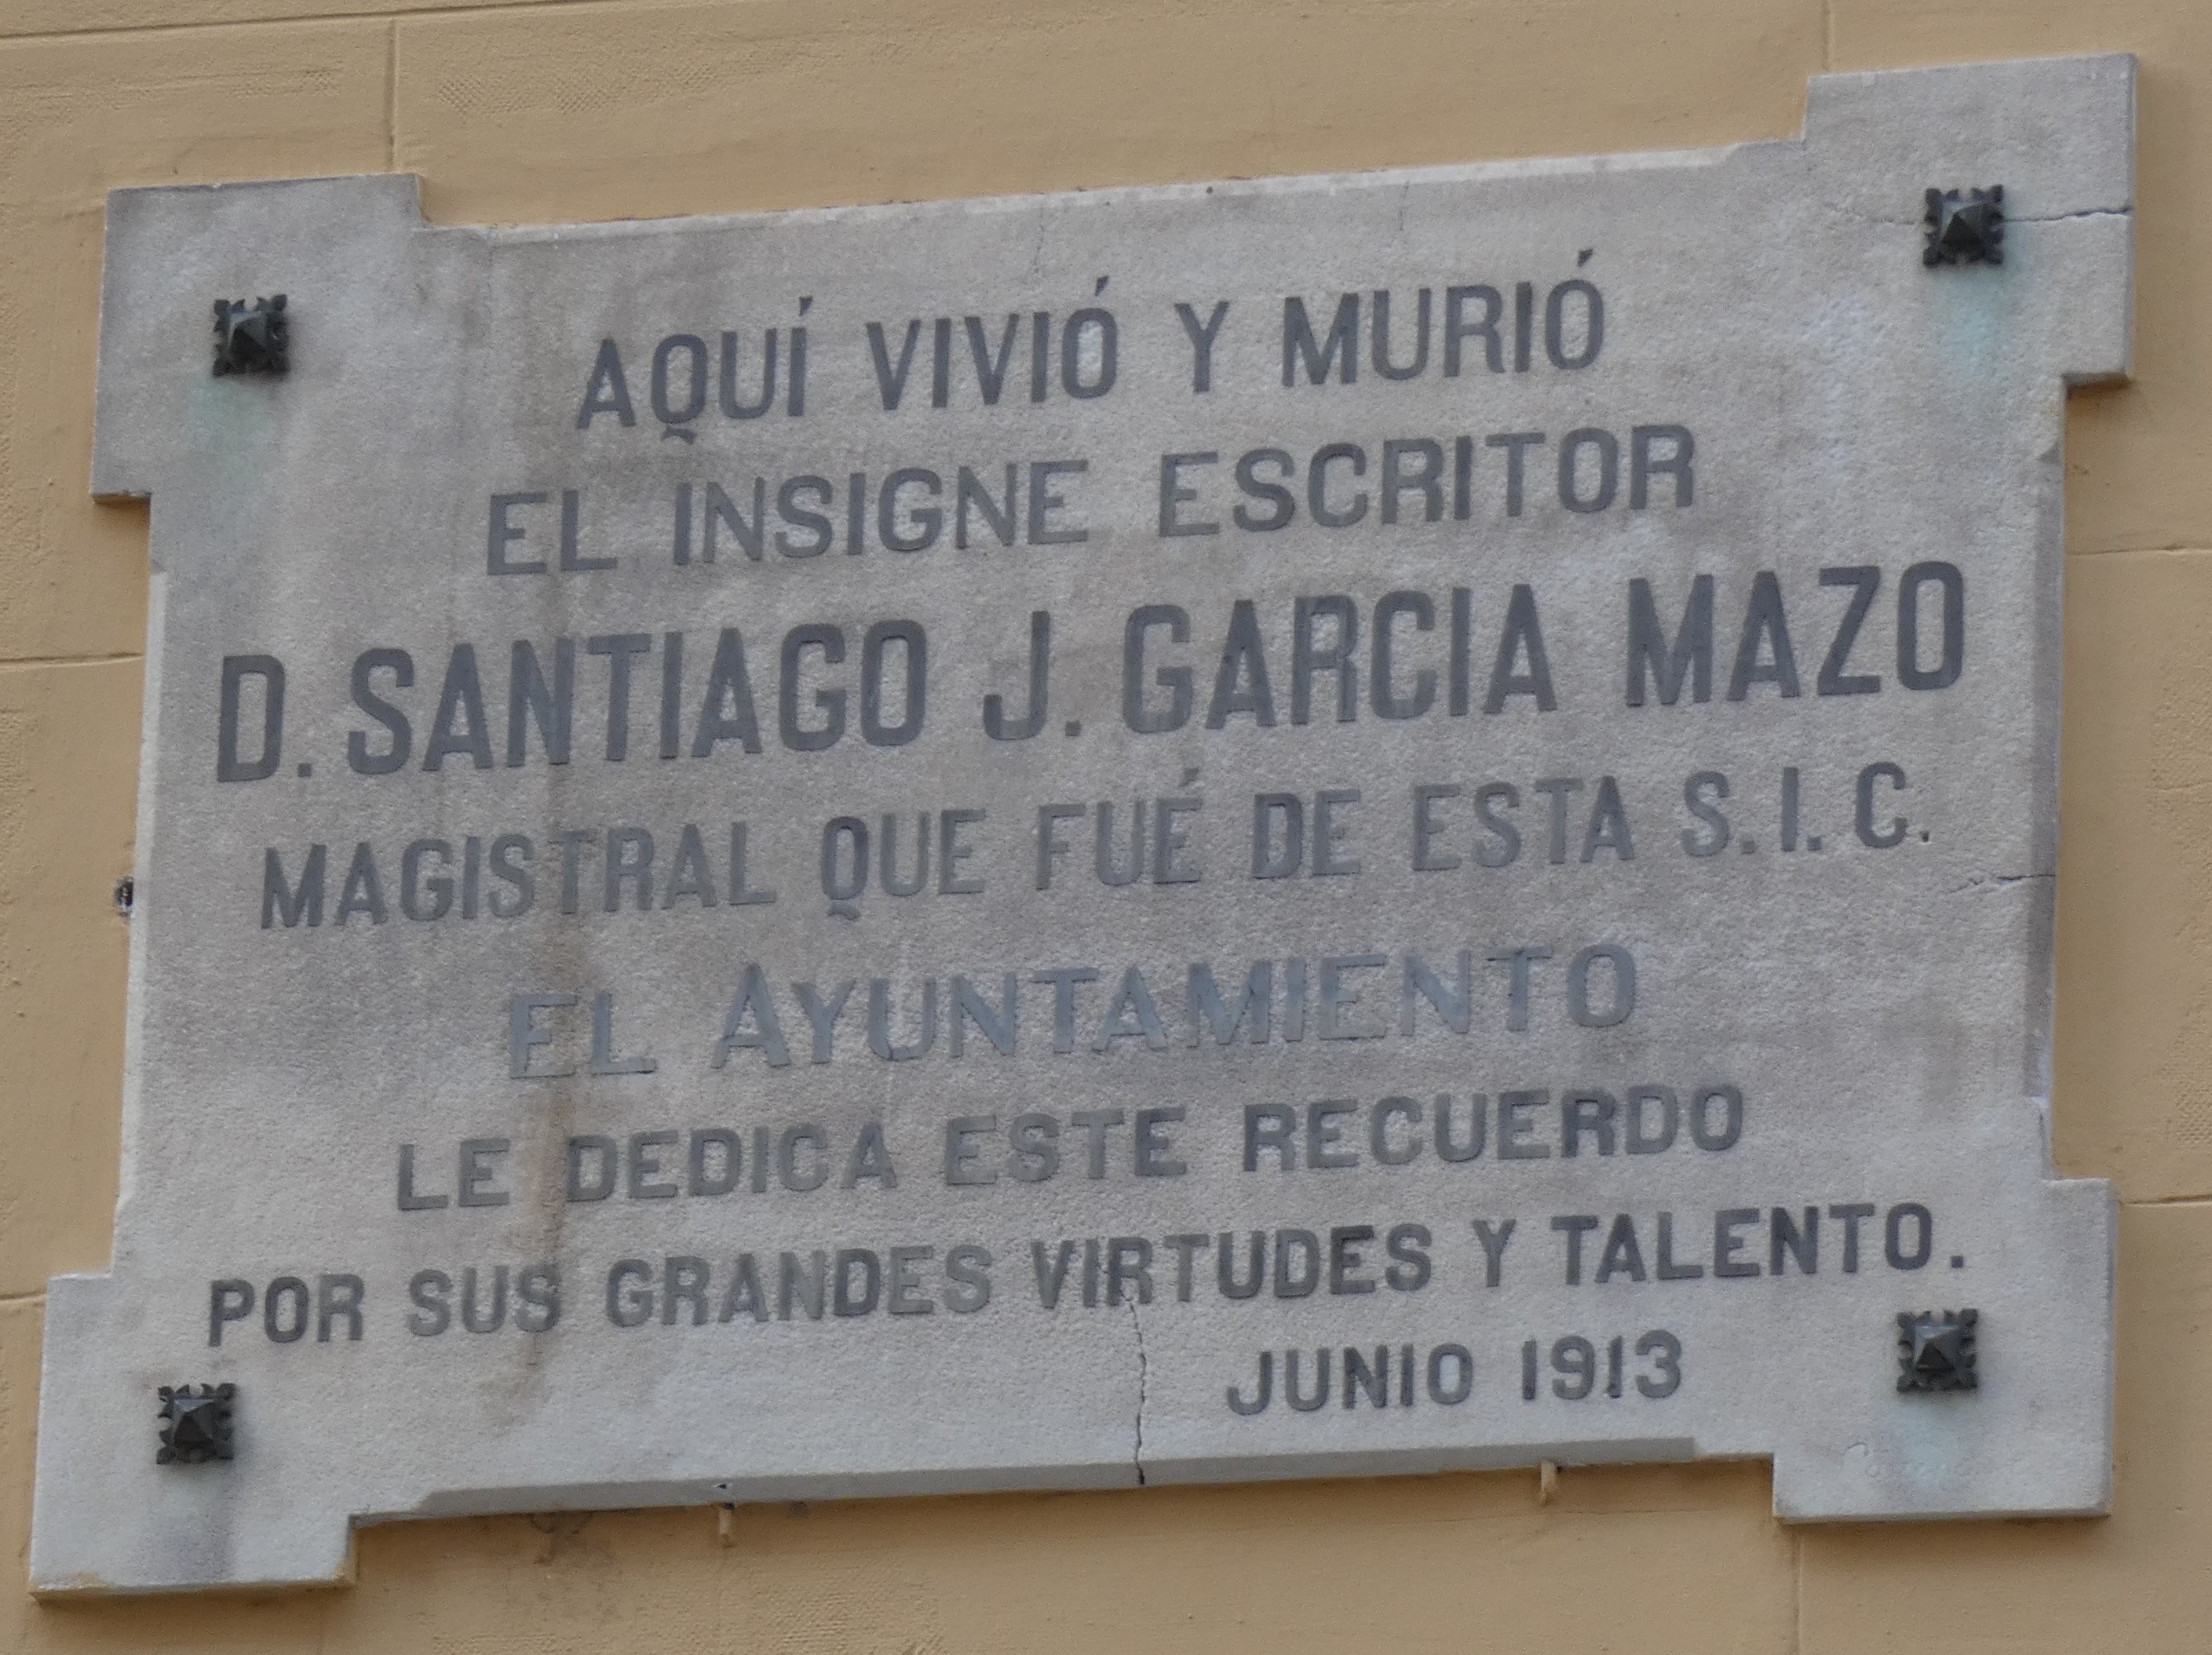 AQUÍ VIVIÓ Y MURIÓ
EL INSIGNE ESCRITOR
D. SANTIAGO J. GARCIA MAZO
MAGISTRAL QUE FUÉ DE ESTA S.I.C.
EL AYUNTAMIENTO
LE DEDICA ESTE RECUERDO
POR SUS GRANDES VIRTUDES Y TALENTO.
JUNIO 1913